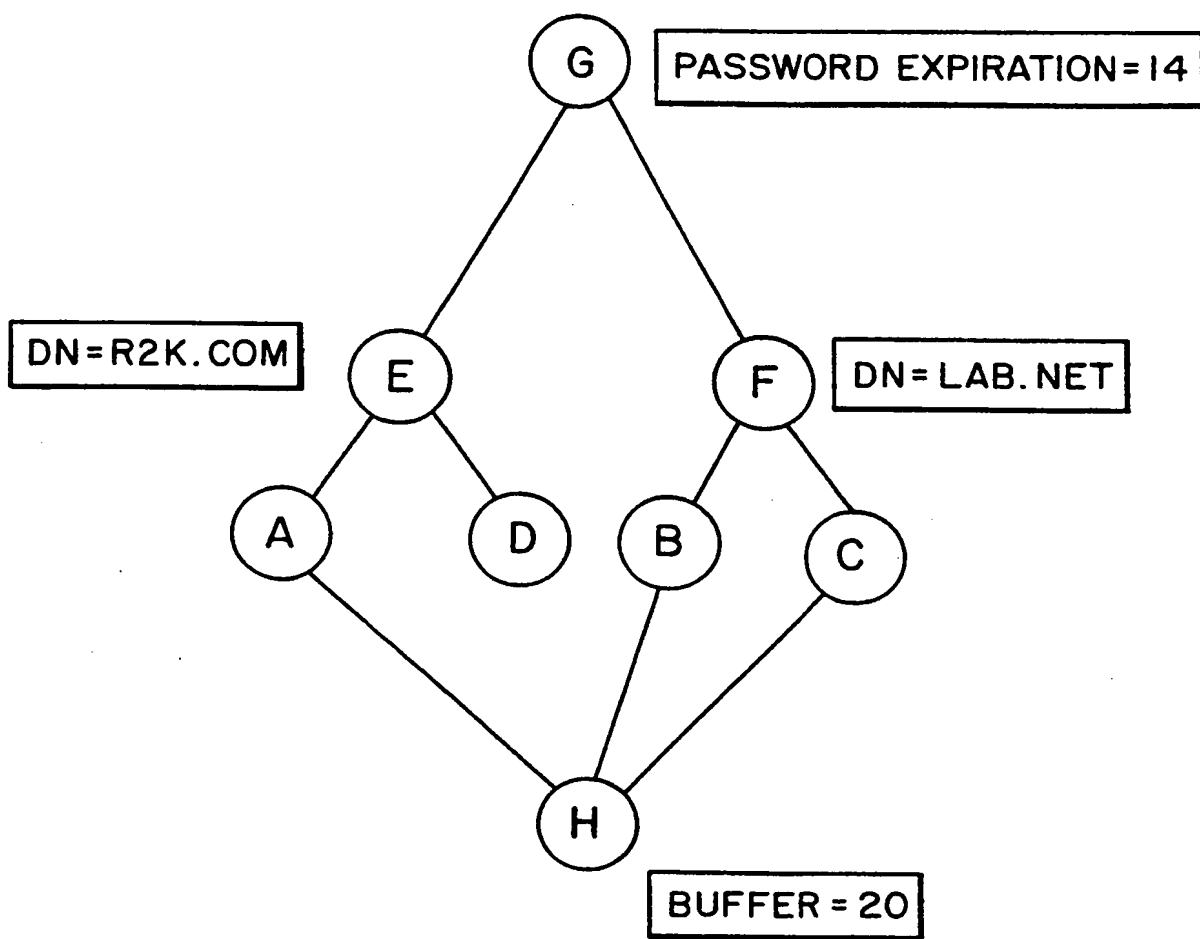 G
PASSWORD EXPIRATION=14
DN=R2K.COM
E
F
DN=LAB.NET
A
D
B
C
H
BUFFER=20